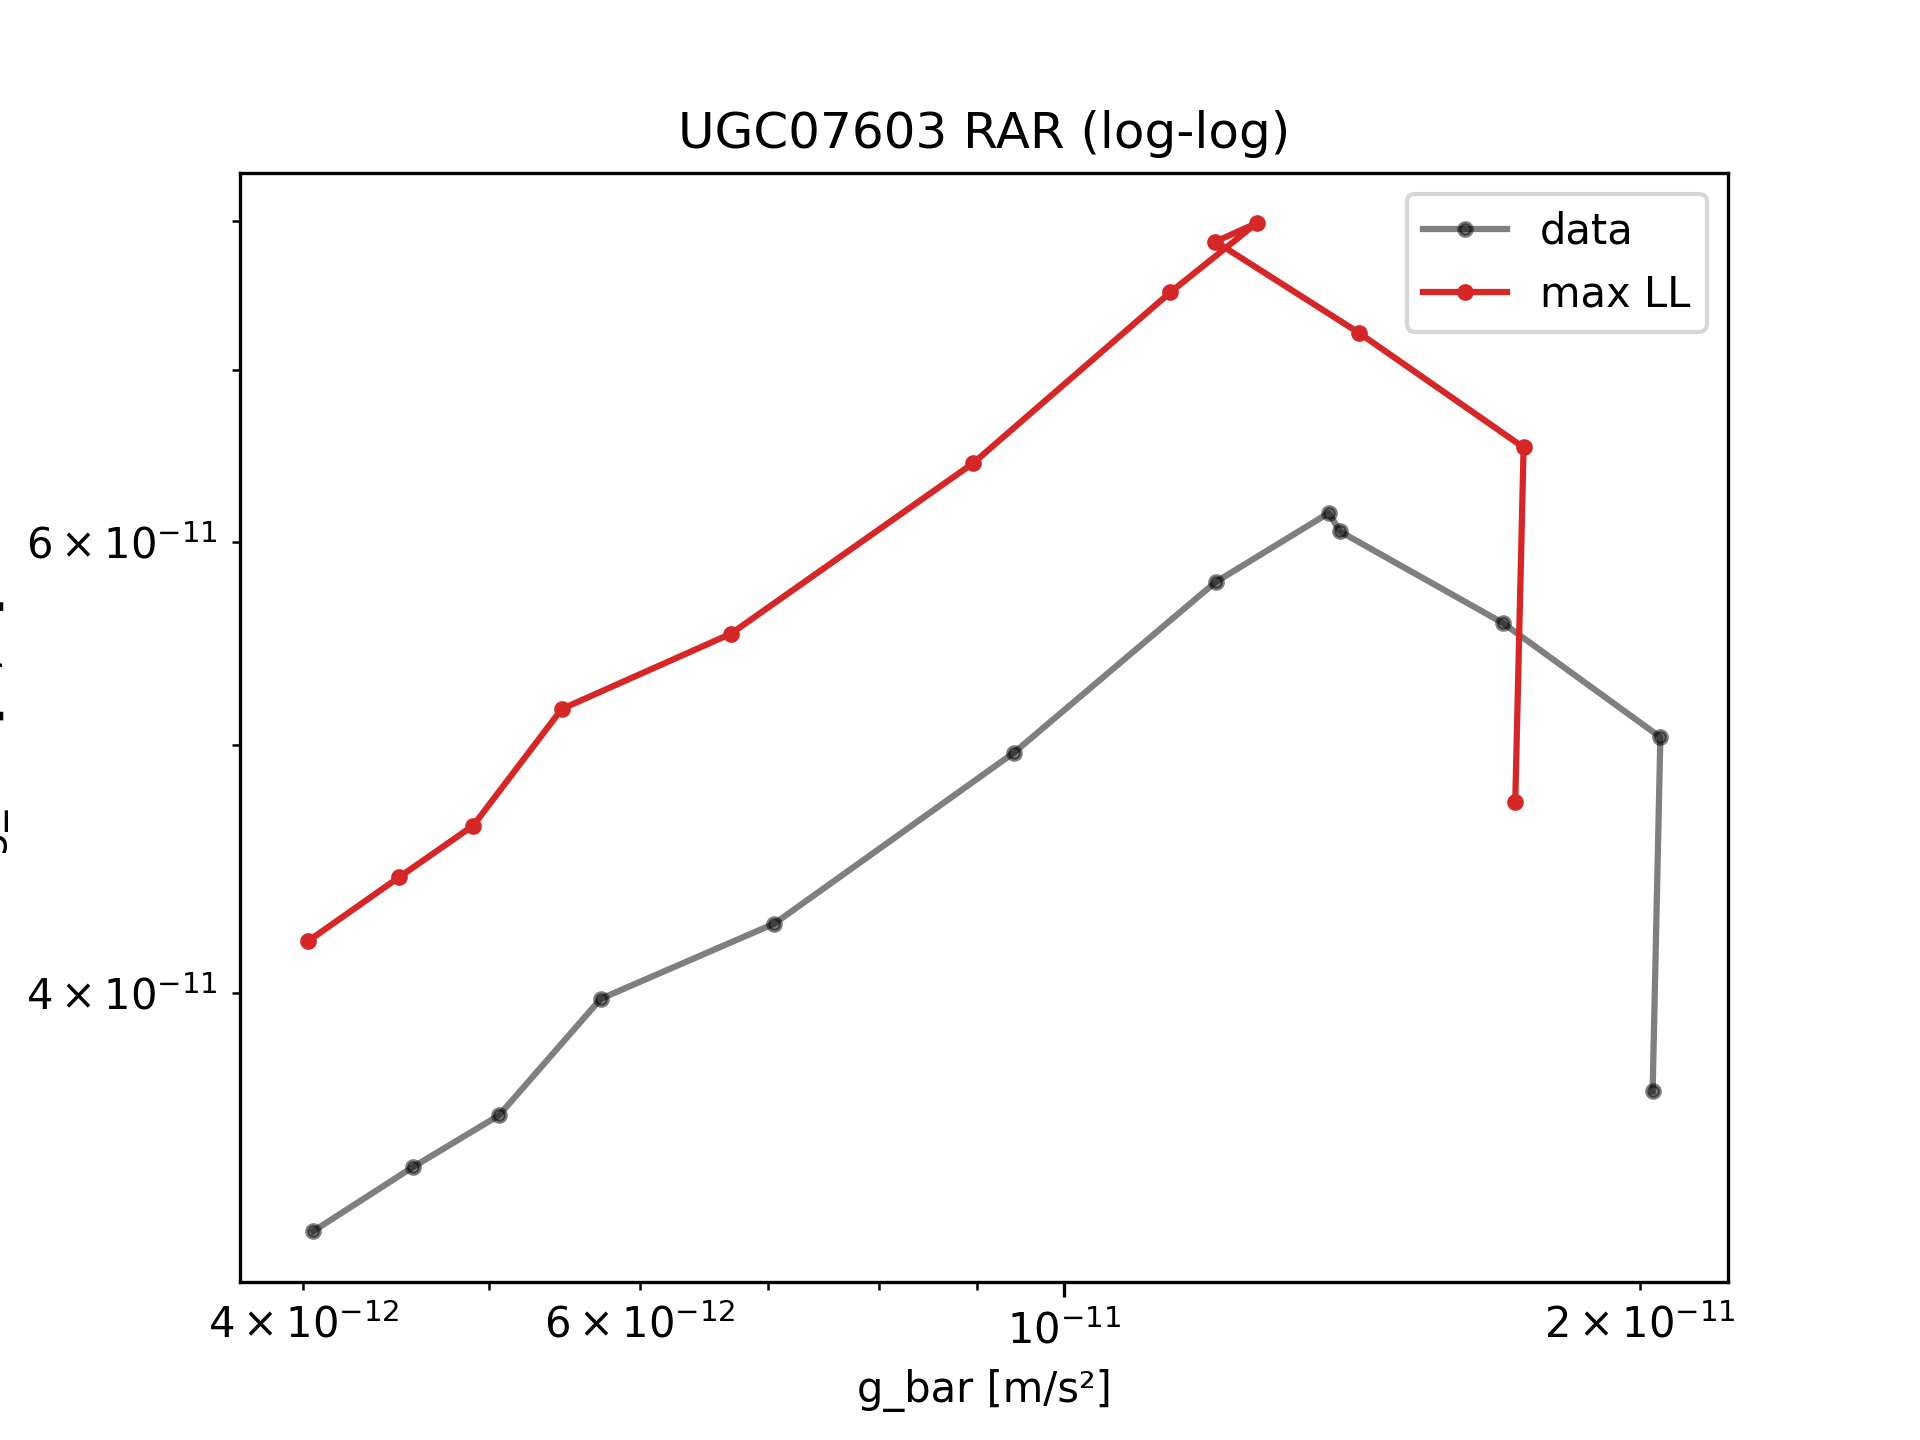 UGC07603 RAR (log-log)
data
max LL
6×10⁻¹¹
4×10⁻¹¹
4×10⁻¹²
6×10⁻¹²
10⁻¹¹
2×10⁻¹¹
g_bar [m/s²]